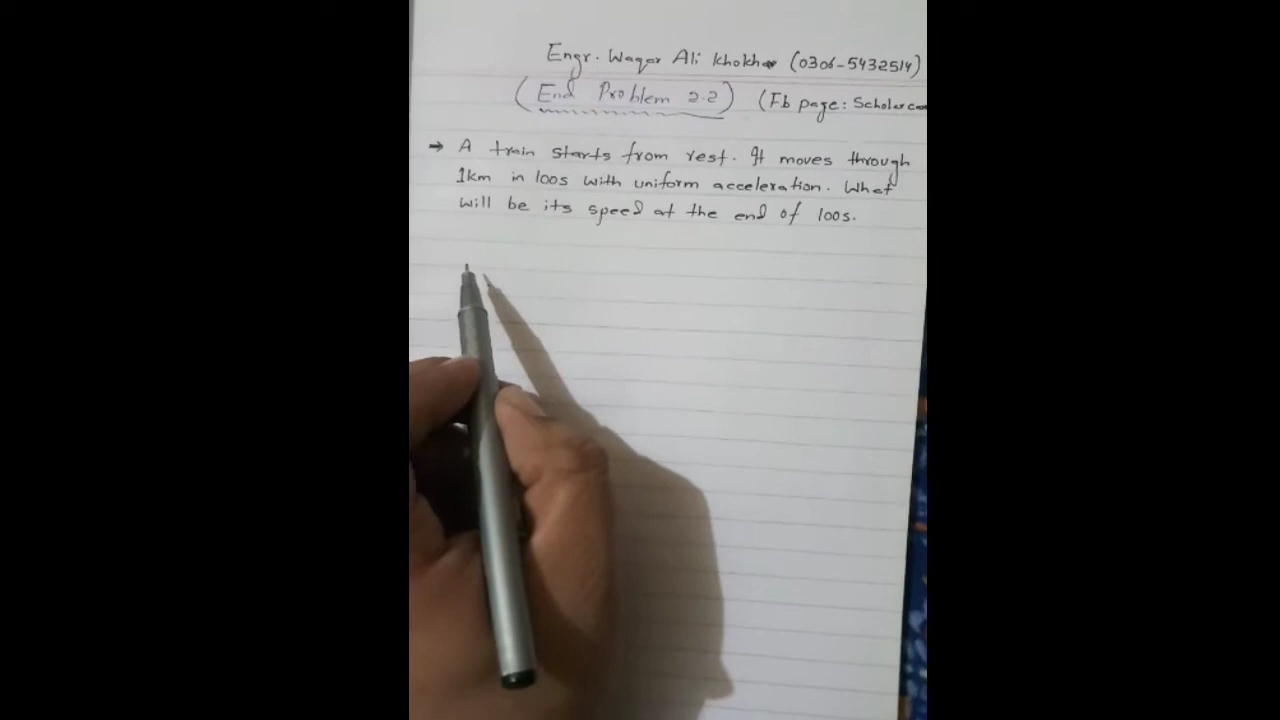 Engr. Waqar Ali Khokhar (0306-5432514)
(End Problem 2.2) (Fb page: Scholar
→ A train starts from rest. It moves through
1km in 100s with uniform acceleration. What
will be its speed at the end of 100s.